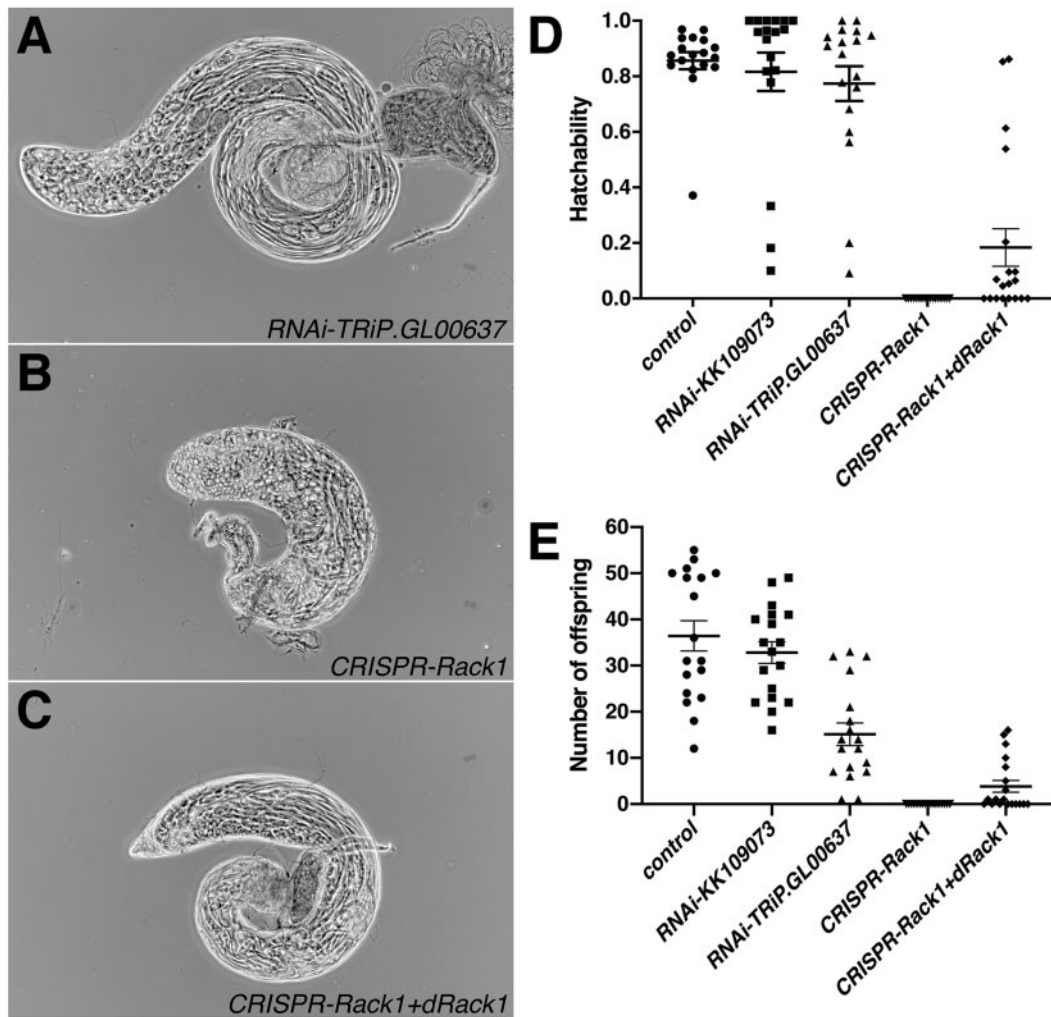 A
RNAi-TRiP.GL00637
B
CRISPR-Rack1
C
CRISPR-Rack1+dRack1
D
Hatchability
1.0
0.8
0.6
0.4
0.2
0.0
control
RNAi-KK109073
RNAi-TRiP.GL00637
CRISPR-Rack1
CRISPR-Rack1+dRack1
E
Number of offspring
60
50
40
30
20
10
0
control
RNAi-KK109073
RNAi-TRiP.GL00637
CRISPR-Rack1
CRISPR-Rack1+dRack1